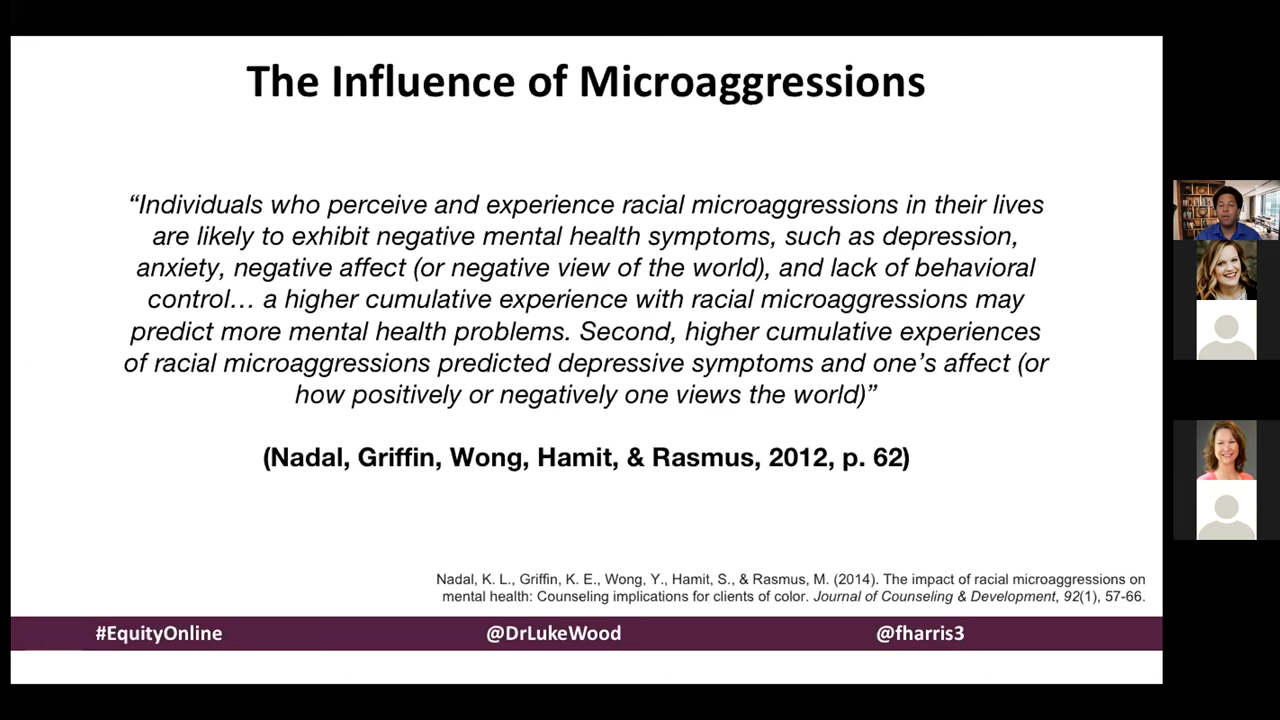 The Influence of Microaggressions
“Individuals who perceive and experience racial microaggressions in their lives
are likely to exhibit negative mental health symptoms, such as depression,
anxiety, negative affect (or negative view of the world), and lack of behavioral
control… a higher cumulative experience with racial microaggressions may
predict more mental health problems. Second, higher cumulative experiences
of racial microaggressions predicted depressive symptoms and one’s affect (or
how positively or negatively one views the world)”
(Nadal, Griffin, Wong, Hamit, & Rasmus, 2012, p. 62)
Nadal, K. L., Griffin, K. E., Wong, Y., Hamit, S., & Rasmus, M. (2014). The impact of racial microaggressions on
mental health: Counseling implications for clients of color. Journal of Counseling & Development, 92(1), 57-66.
#EquityOnline @DrLukeWood @fharris3